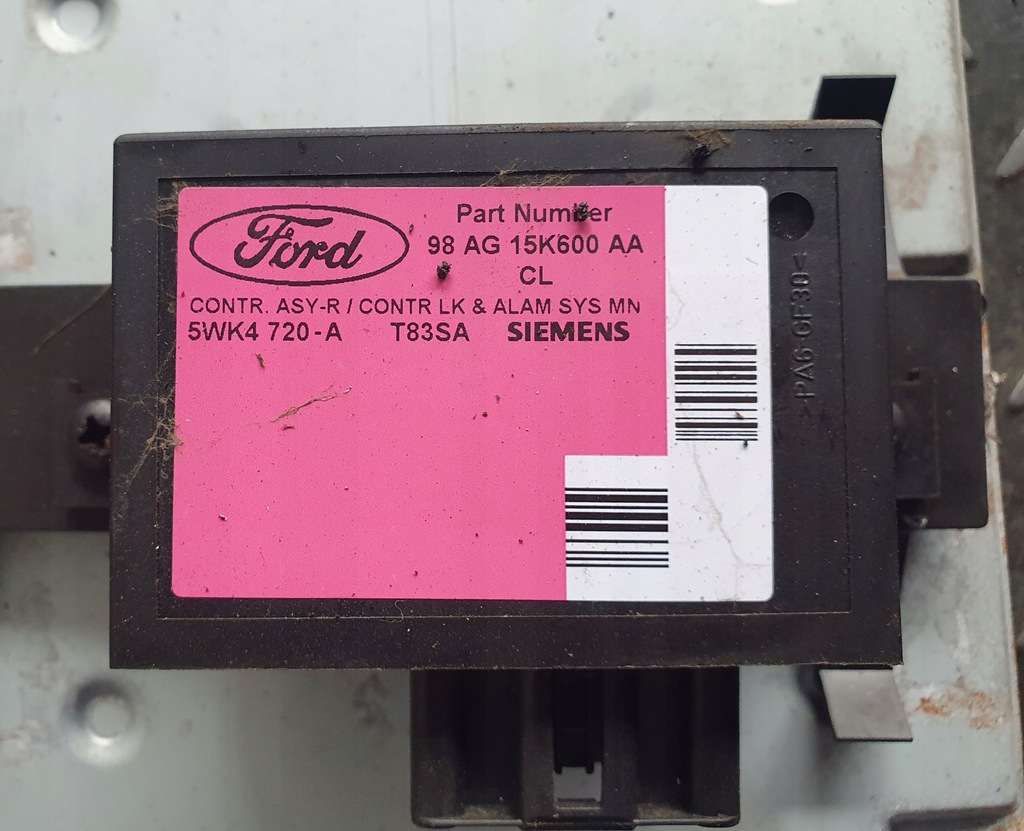 Ford
Part Number
98 AG 15K600 AA
CL
CONTR. ASY-R / CONTR LK & ALAM SYS MN
5WK4 720-A T83SA SIEMENS
>PA6-GF30<